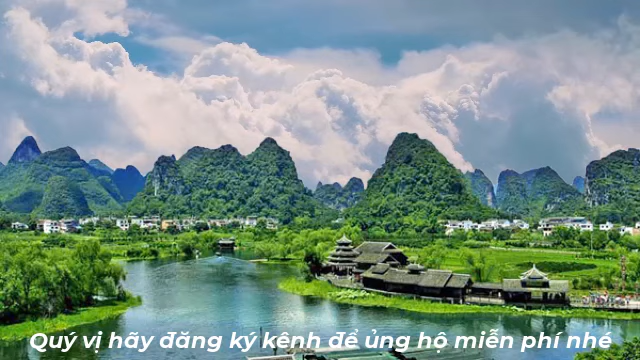 Quý vị hãy đăng ký kênh để ủng hộ miễn phí nhé